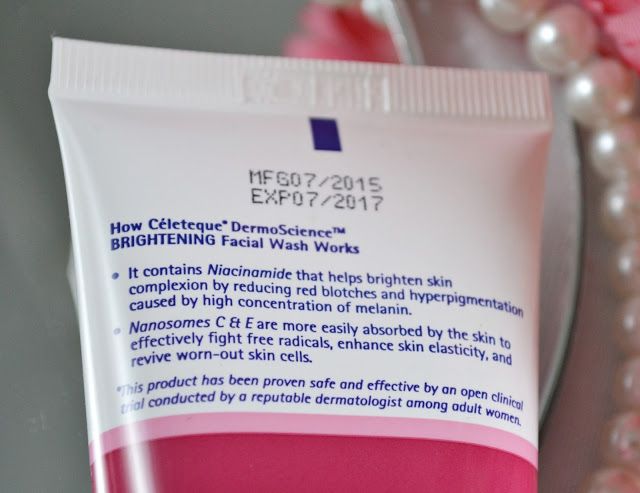 MFG07/2015
EXP07/2017
How Céleteque® DermoScience™
BRIGHTENING Facial Wash Works
• It contains Niacinamide that helps brighten skin
complexion by reducing red blotches and hyperpigmentation
caused by high concentration of melanin.
• Nanosomes C & E are more easily absorbed by the skin to
effectively fight free radicals, enhance skin elasticity, and
revive worn-out skin cells.
*This product has been proven safe and effective by an open clinical
trial conducted by a reputable dermatologist among adult women.